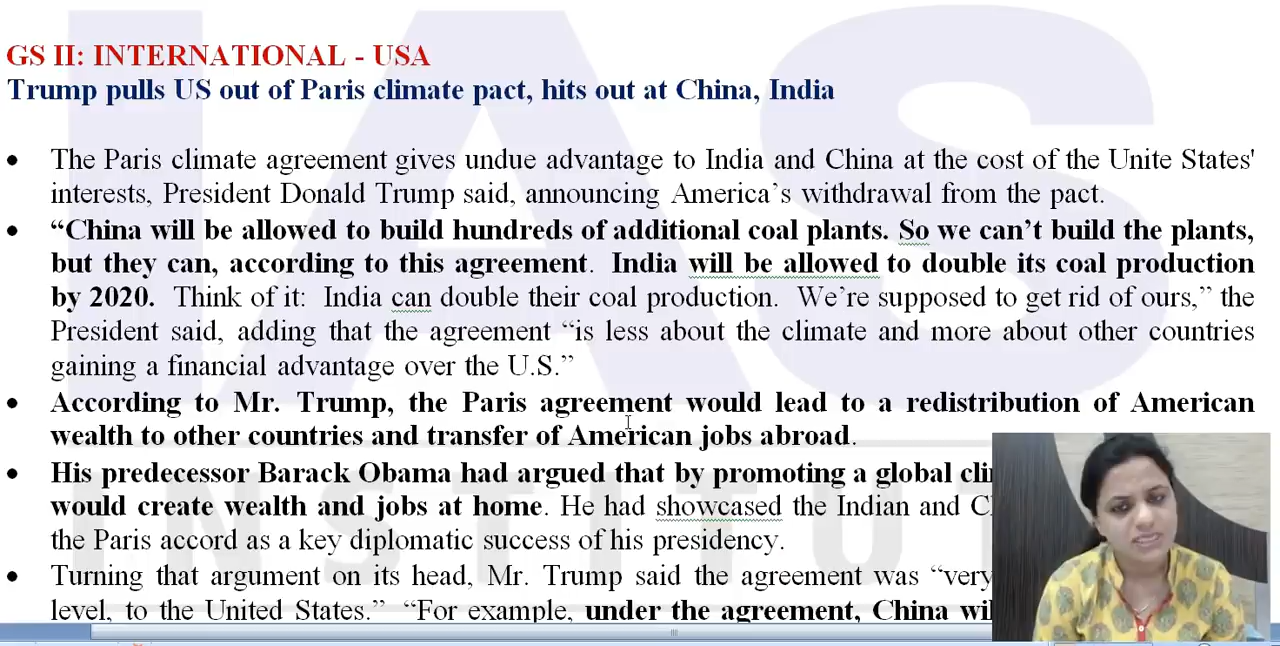 GS II: INTERNATIONAL - USA
Trump pulls US out of Paris climate pact, hits out at China, India
• The Paris climate agreement gives undue advantage to India and China at the cost of the Unite States'
interests, President Donald Trump said, announcing America’s withdrawal from the pact.
• “China will be allowed to build hundreds of additional coal plants. So we can’t build the plants,
but they can, according to this agreement. India will be allowed to double its coal production
by 2020. Think of it: India can double their coal production. We’re supposed to get rid of ours,” the
President said, adding that the agreement “is less about the climate and more about other countries
gaining a financial advantage over the U.S.”
• According to Mr. Trump, the Paris agreement would lead to a redistribution of American
wealth to other countries and transfer of American jobs abroad.
• His predecessor Barack Obama had argued that by promoting a global
would create wealth and jobs at home. He had showcased the Indian and
the Paris accord as a key diplomatic success of his presidency.
• Turning that argument on its head, Mr. Trump said the agreement was “very
level, to the United States.” “For example, under the agreement, China
IAS